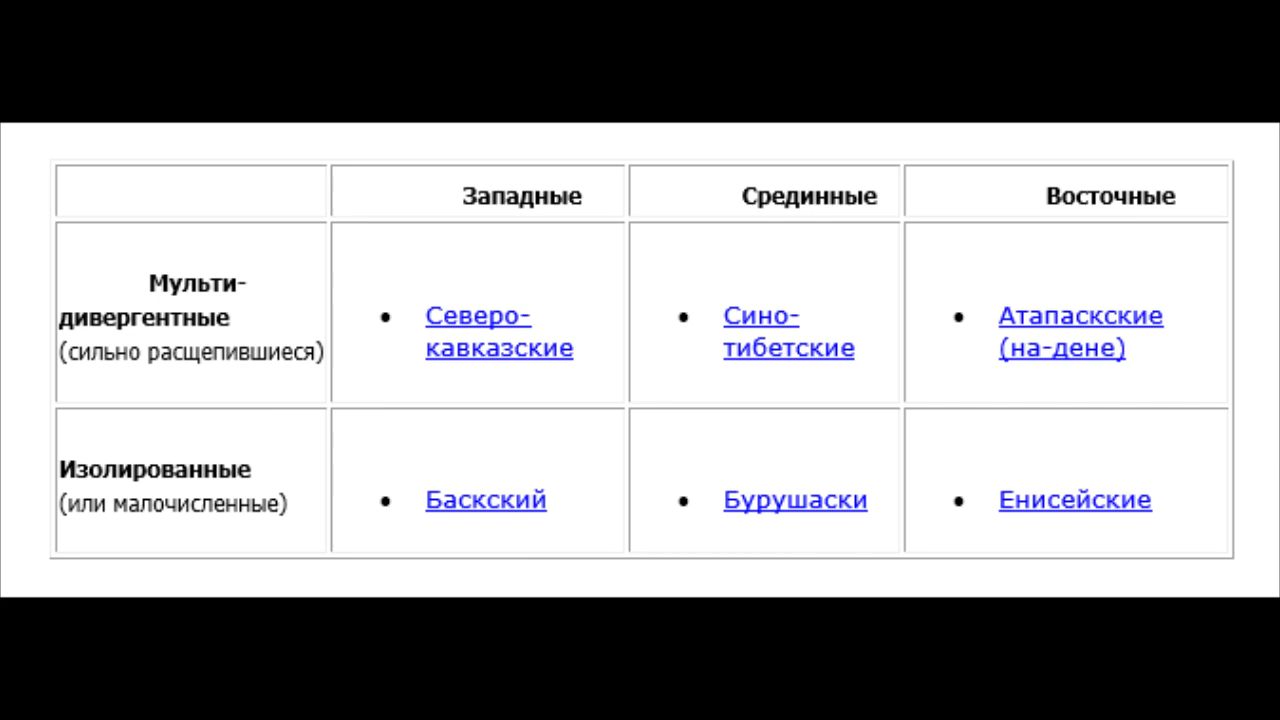 Западные Срединные Восточные
Мульти-
дивергентные
(сильно расщепившиеся)
• Северо-
кавказские
• Сино-
тибетские
• Атапаскские
(на-дене)
Изолированные
(или малочисленные)
• Баскский
• Бурушаски
• Енисейские